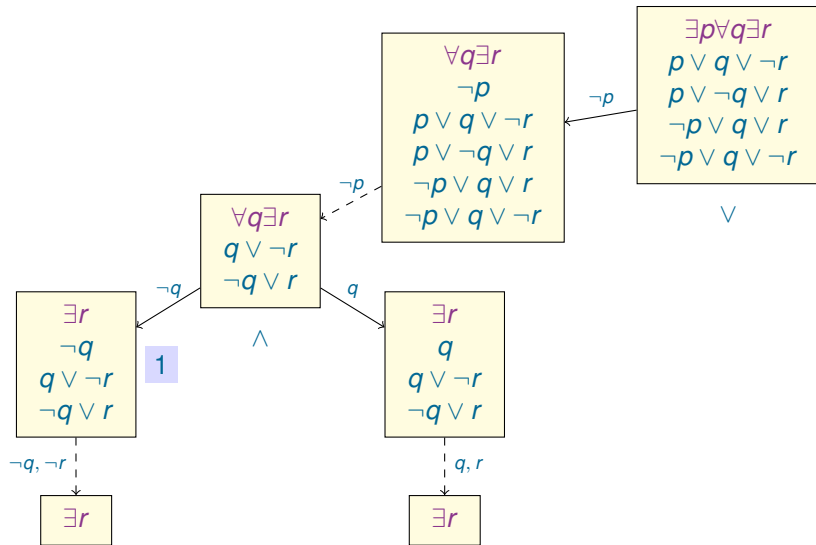 ∃p∀q∃r
p ∨ q ∨ ¬r
p ∨ ¬q ∨ r
¬p ∨ q ∨ r
¬p ∨ q ∨ ¬r
∨
¬p
∀q∃r
¬p
p ∨ q ∨ ¬r
p ∨ ¬q ∨ r
¬p ∨ q ∨ r
¬p ∨ q ∨ ¬r
¬p
∀q∃r
q ∨ ¬r
¬q ∨ r
∧
¬q
q
∃r
¬q
q ∨ ¬r
¬q ∨ r
1
∃r
q
q ∨ ¬r
¬q ∨ r
¬q, ¬r
q, r
∃r
∃r